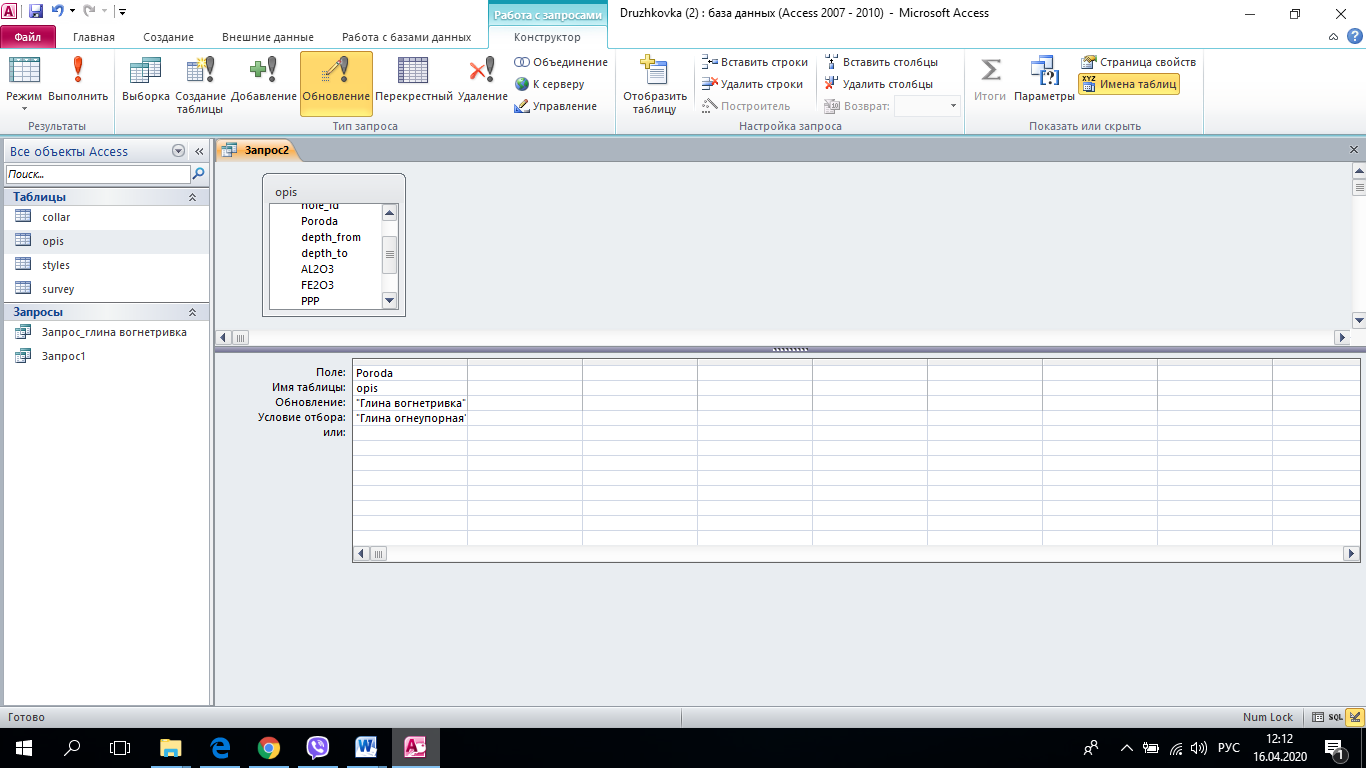 Работа с запросами
Druzhkovka (2) : база данных (Access 2007 - 2010) - Microsoft Access
Файл
Главная
Создание
Внешние данные
Работа с базами данных
Конструктор
Режим
Выполнить
Результаты
Выборка
Создание таблицы
Добавление
Обновление
Перекрестный
Удаление
Объединение
К серверу
Управление
Тип запроса
Отобразить таблицу
Вставить строки
Удалить строки
Построитель
Вставить столбцы
Удалить столбцы
Возврат:
Настройка запроса
Итоги
Параметры
Страница свойств
Имена таблиц
Показать или скрыть
Все объекты Access
Поиск...
Таблицы
collar
opis
styles
survey
Запросы
Запрос_глина вогнетривка
Запрос1
Запрос2
opis
hole_id
Poroda
depth_from
depth_to
AL2O3
FE2O3
PPP
Поле: Poroda
Имя таблицы: opis
Обновление: "Глина вогнетривка"
Условие отбора: "Глина огнеупорная"
или:
Готово
Num Lock
SQL
РУС
12:12
16.04.2020
1